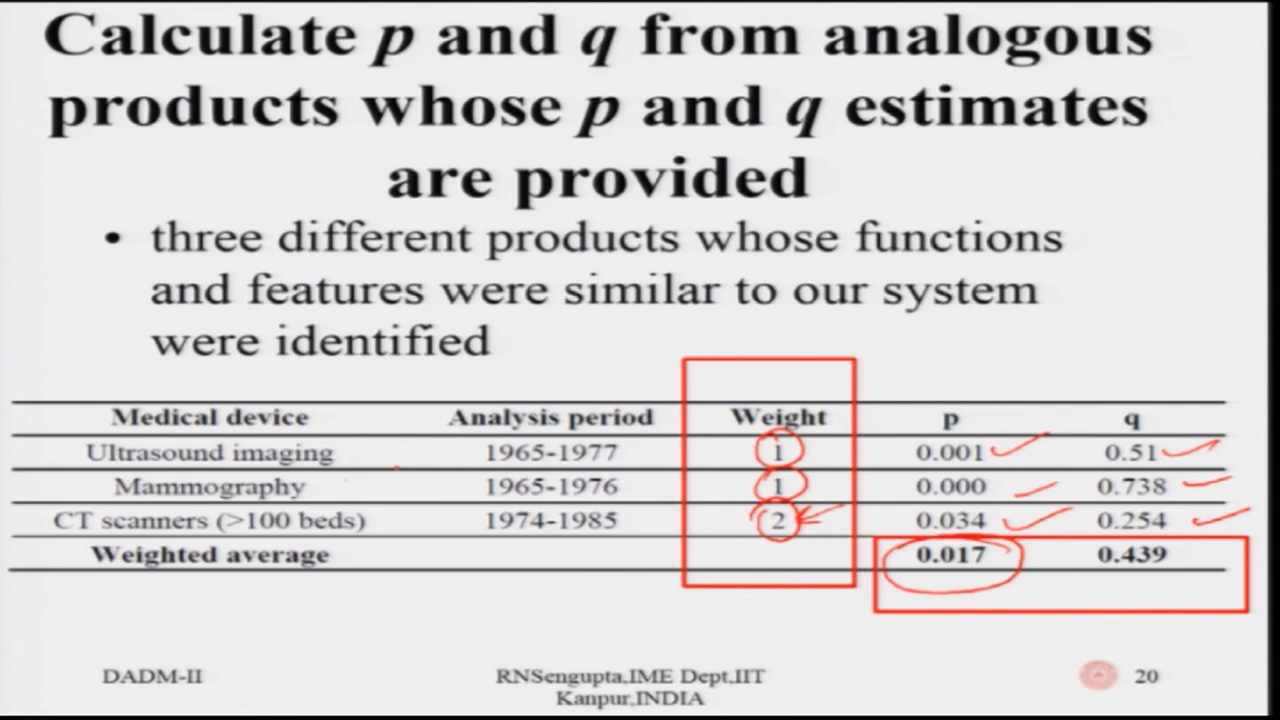 Calculate p and q from analogous
products whose p and q estimates
are provided
• three different products whose functions
and features were similar to our system
were identified
Medical device Analysis period Weight p q
Ultrasound imaging 1965-1977 1 0.001 0.51
Mammography 1965-1976 1 0.000 0.738
CT scanners (>100 beds) 1974-1985 2 0.034 0.254
Weighted average 0.017 0.439
DADM-II RNSengupta,IME Dept,IIT 20
Kanpur,INDIA